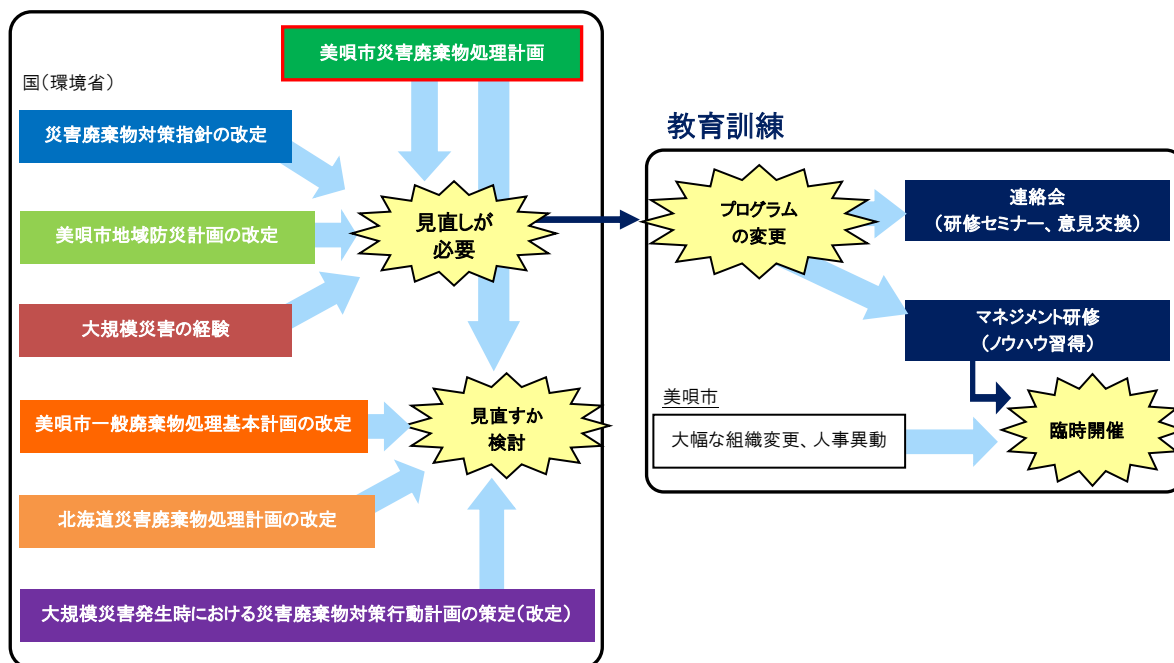 美唄市災害廃棄物処理計画
国(環境省)
災害廃棄物対策指針の改定
美唄市地域防災計画の改定
大規模災害の経験
見直しが
必要
美唄市一般廃棄物処理基本計画の改定
北海道災害廃棄物処理計画の改定
見直すか
検討
大規模災害発生時における災害廃棄物対策行動計画の策定(改定)
教育訓練
プログラム
の変更
連絡会
(研修セミナー、意見交換)
マネジメント研修
(ノウハウ習得)
美唄市
大幅な組織変更、人事異動
臨時開催